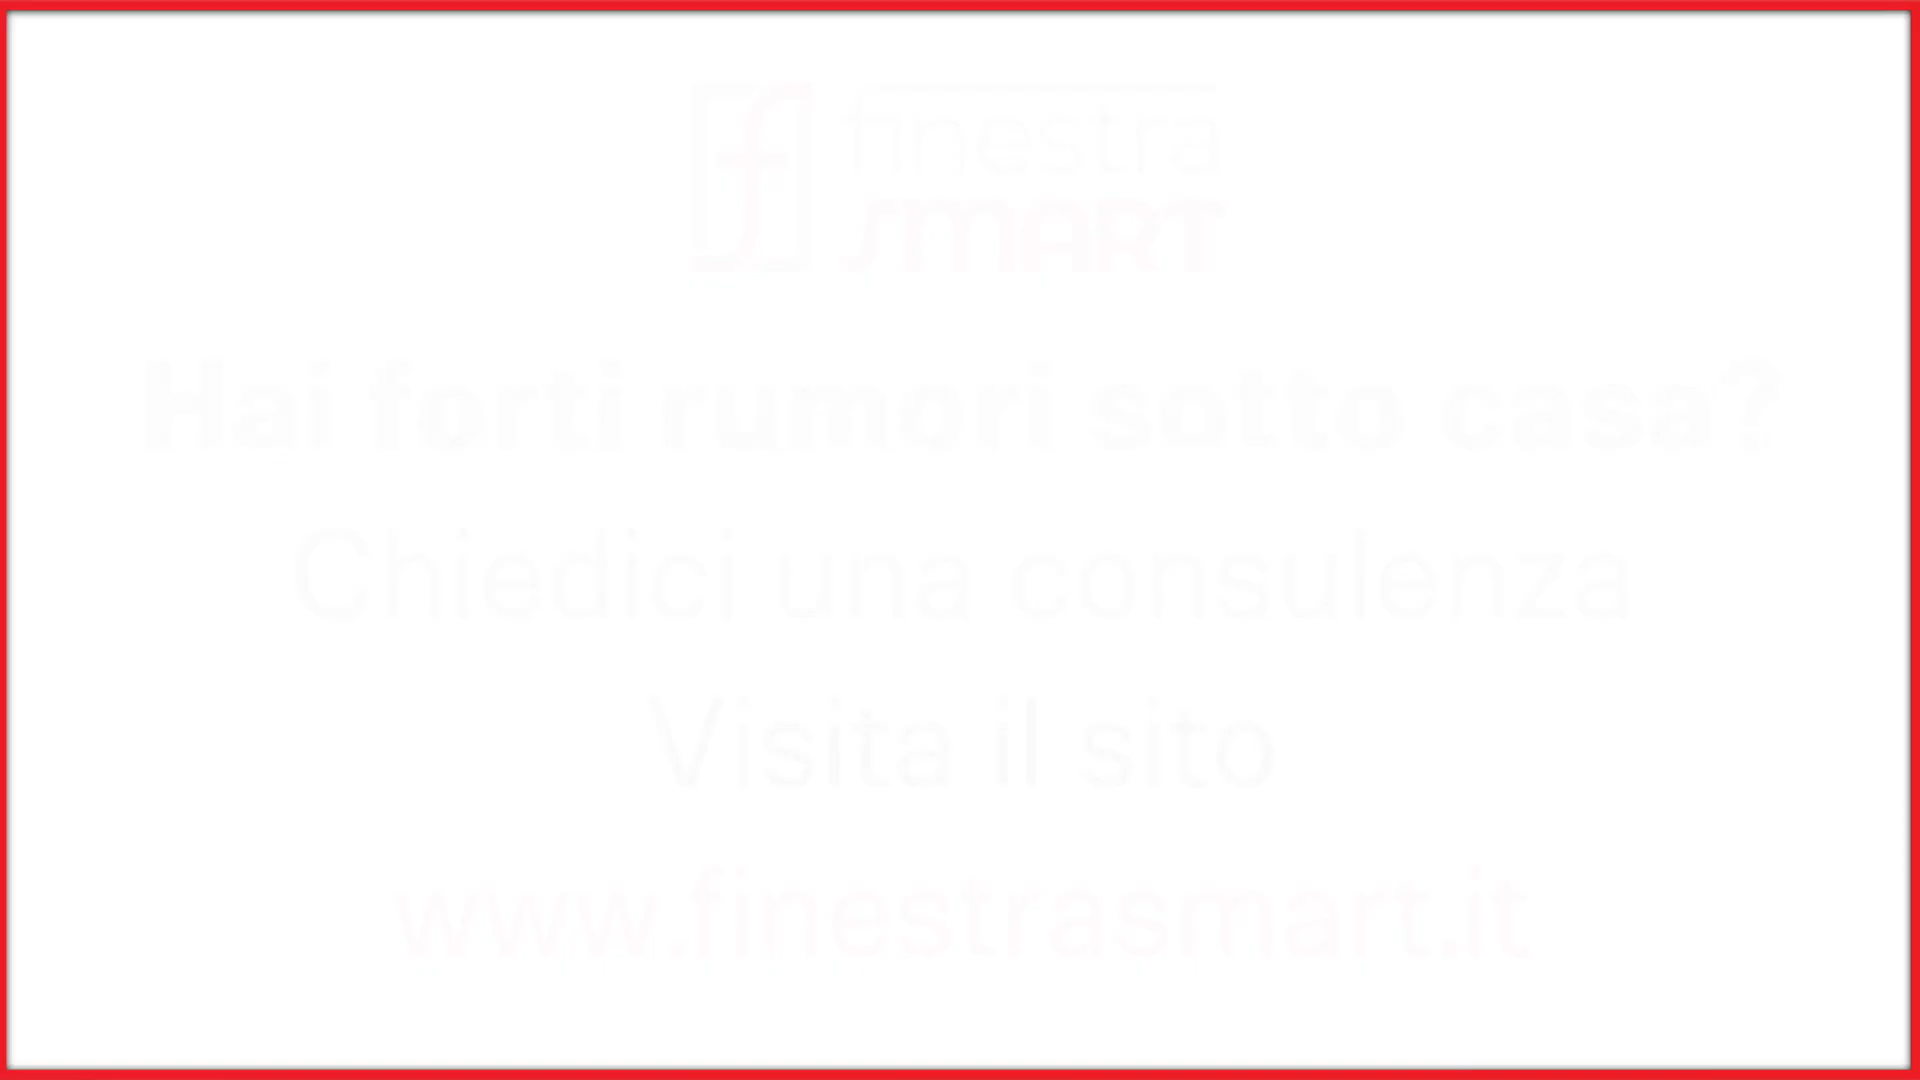 finestra
SMART
Hai forti rumori sotto casa?
Chiedici una consulenza
Visita il sito
www.finestrasmart.it